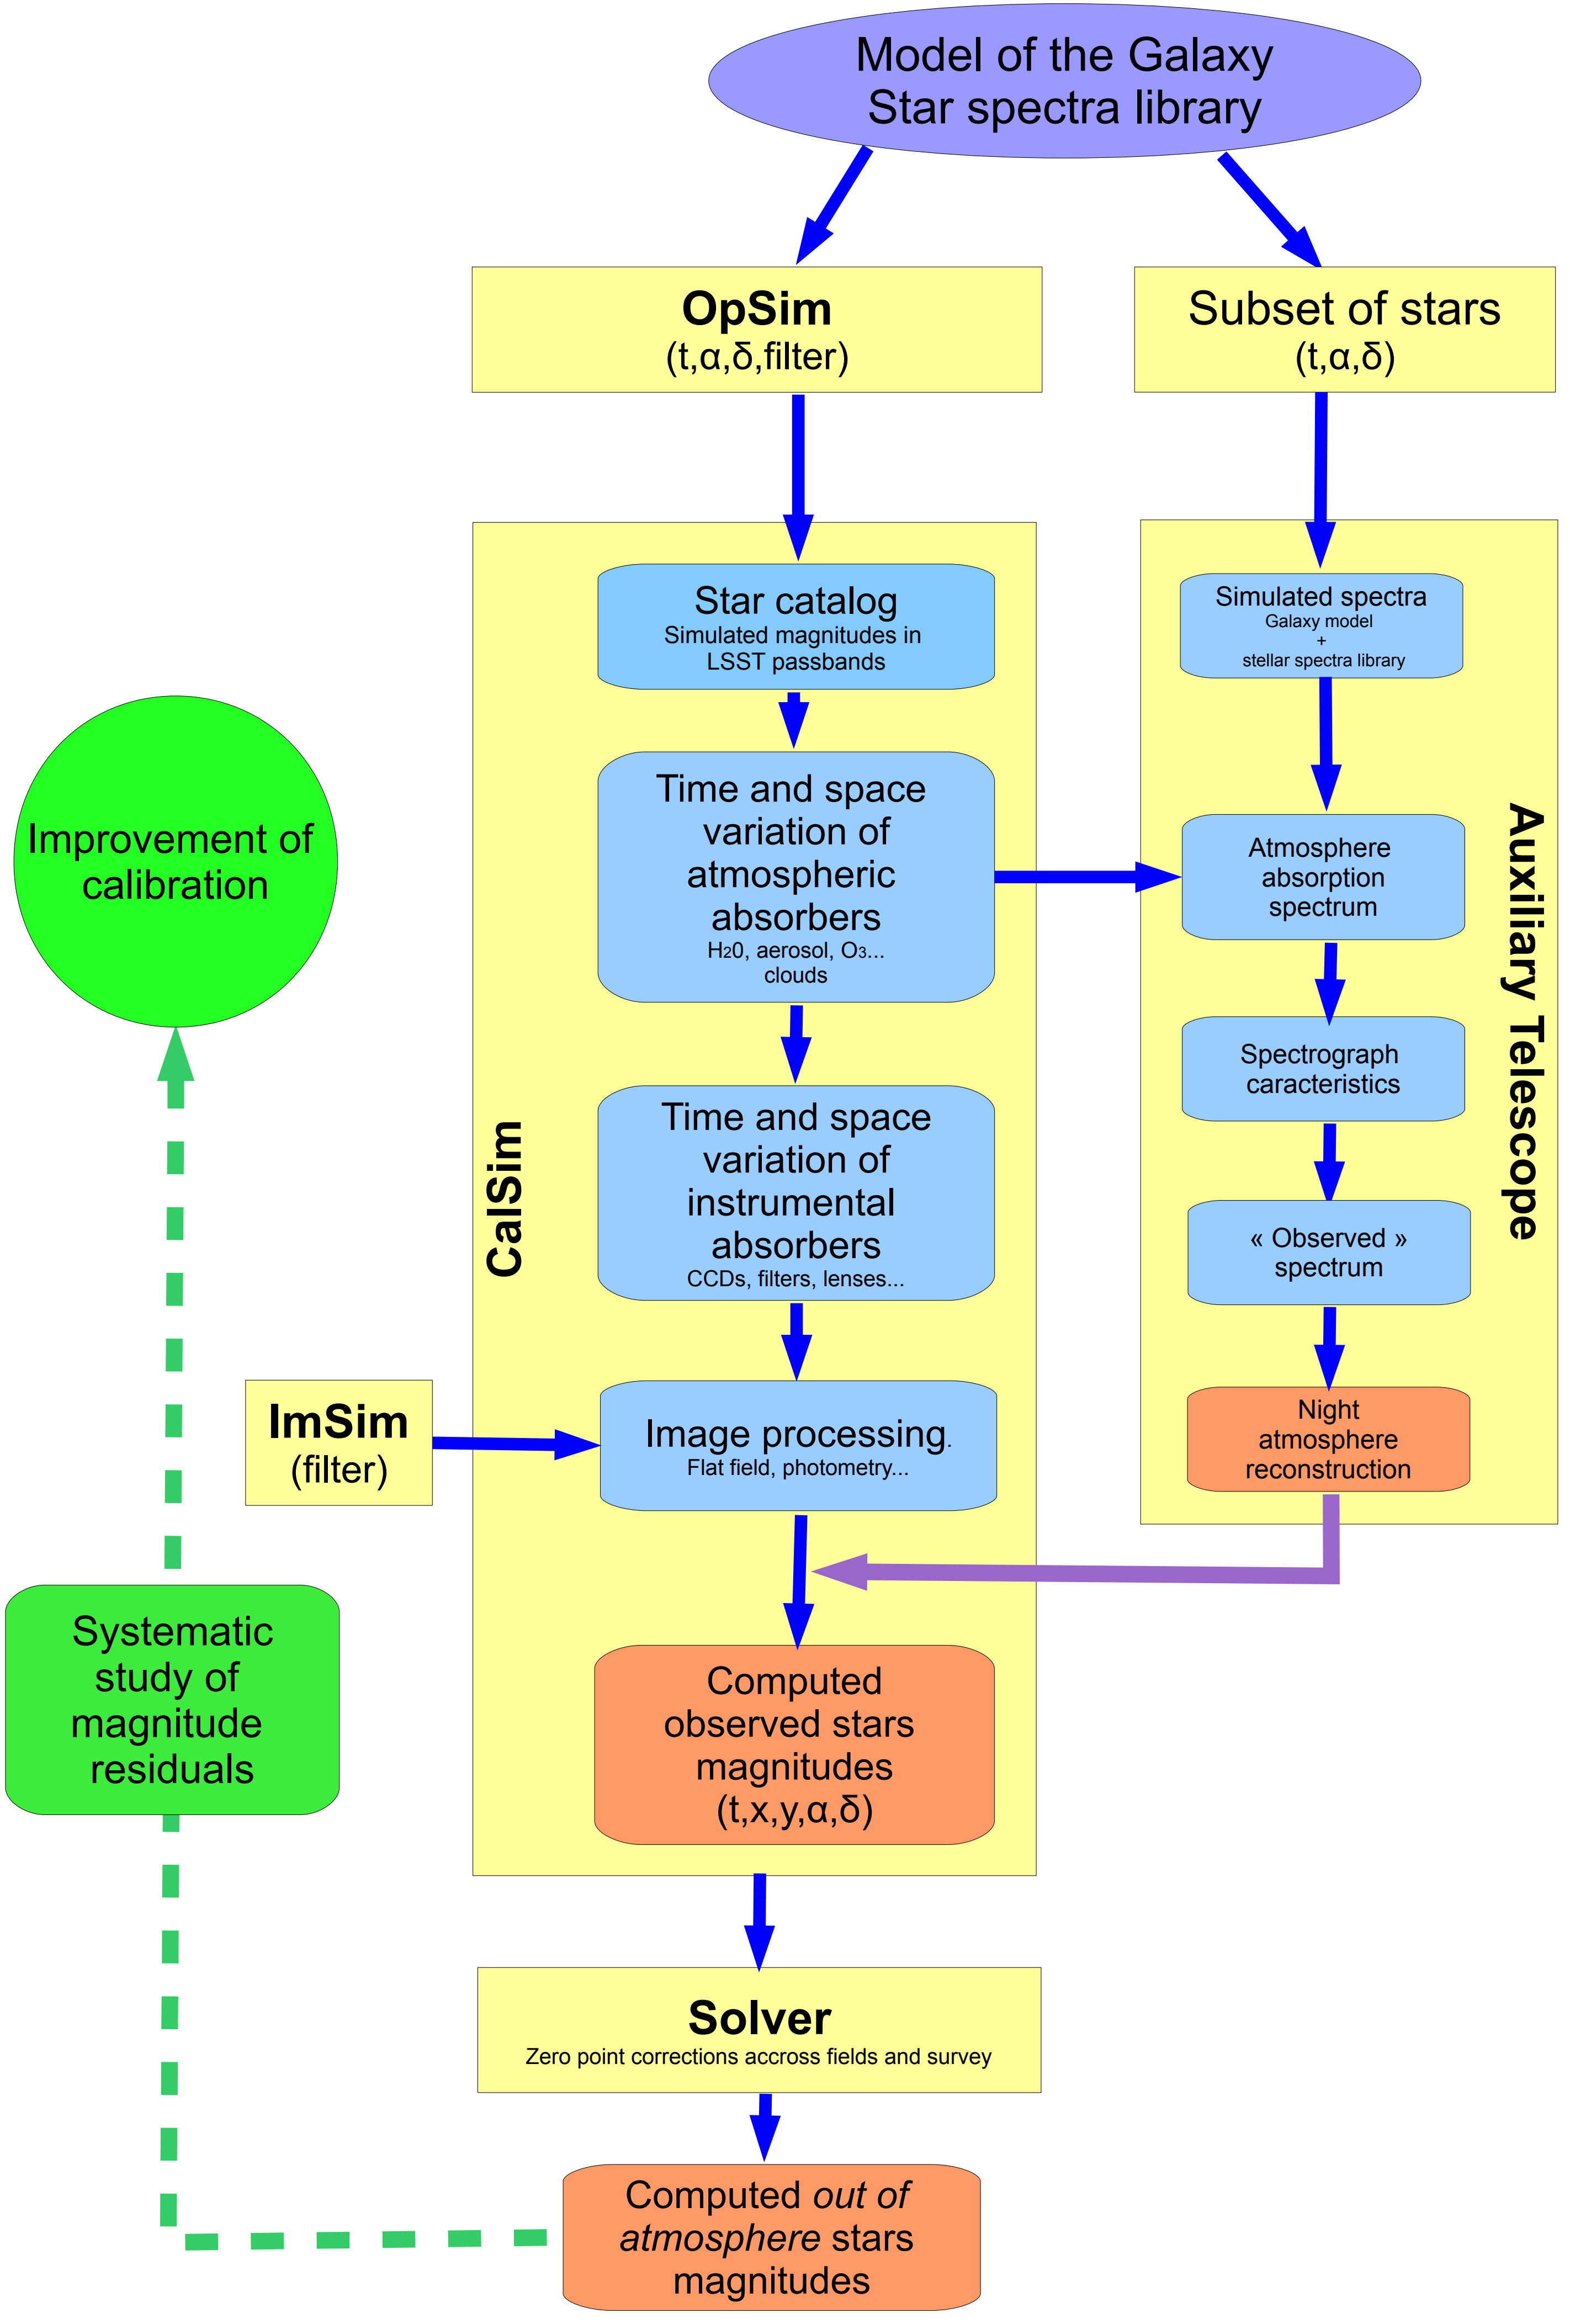 Model of the Galaxy
Star spectra library
OpSim
(t,α,δ,filter)
Subset of stars
(t,α,δ)
CalSim
Star catalog
Simulated magnitudes in
LSST passbands
Time and space
variation of
atmospheric
absorbers
H20, aerosol, O3...
clouds
Time and space
variation of
instrumental
absorbers
CCDs, filters, lenses...
Image processing.
Flat field, photometry...
Computed
observed stars
magnitudes
(t,x,y,α,δ)
Auxiliary Telescope
Simulated spectra
Galaxy model
+
stellar spectra library
Atmosphere
absorption
spectrum
Spectrograph
caracteristics
« Observed »
spectrum
Night
atmosphere
reconstruction
ImSim
(filter)
Improvement of
calibration
Systematic
study of
magnitude
residuals
Solver
Zero point corrections accross fields and survey
Computed out of
atmosphere stars
magnitudes